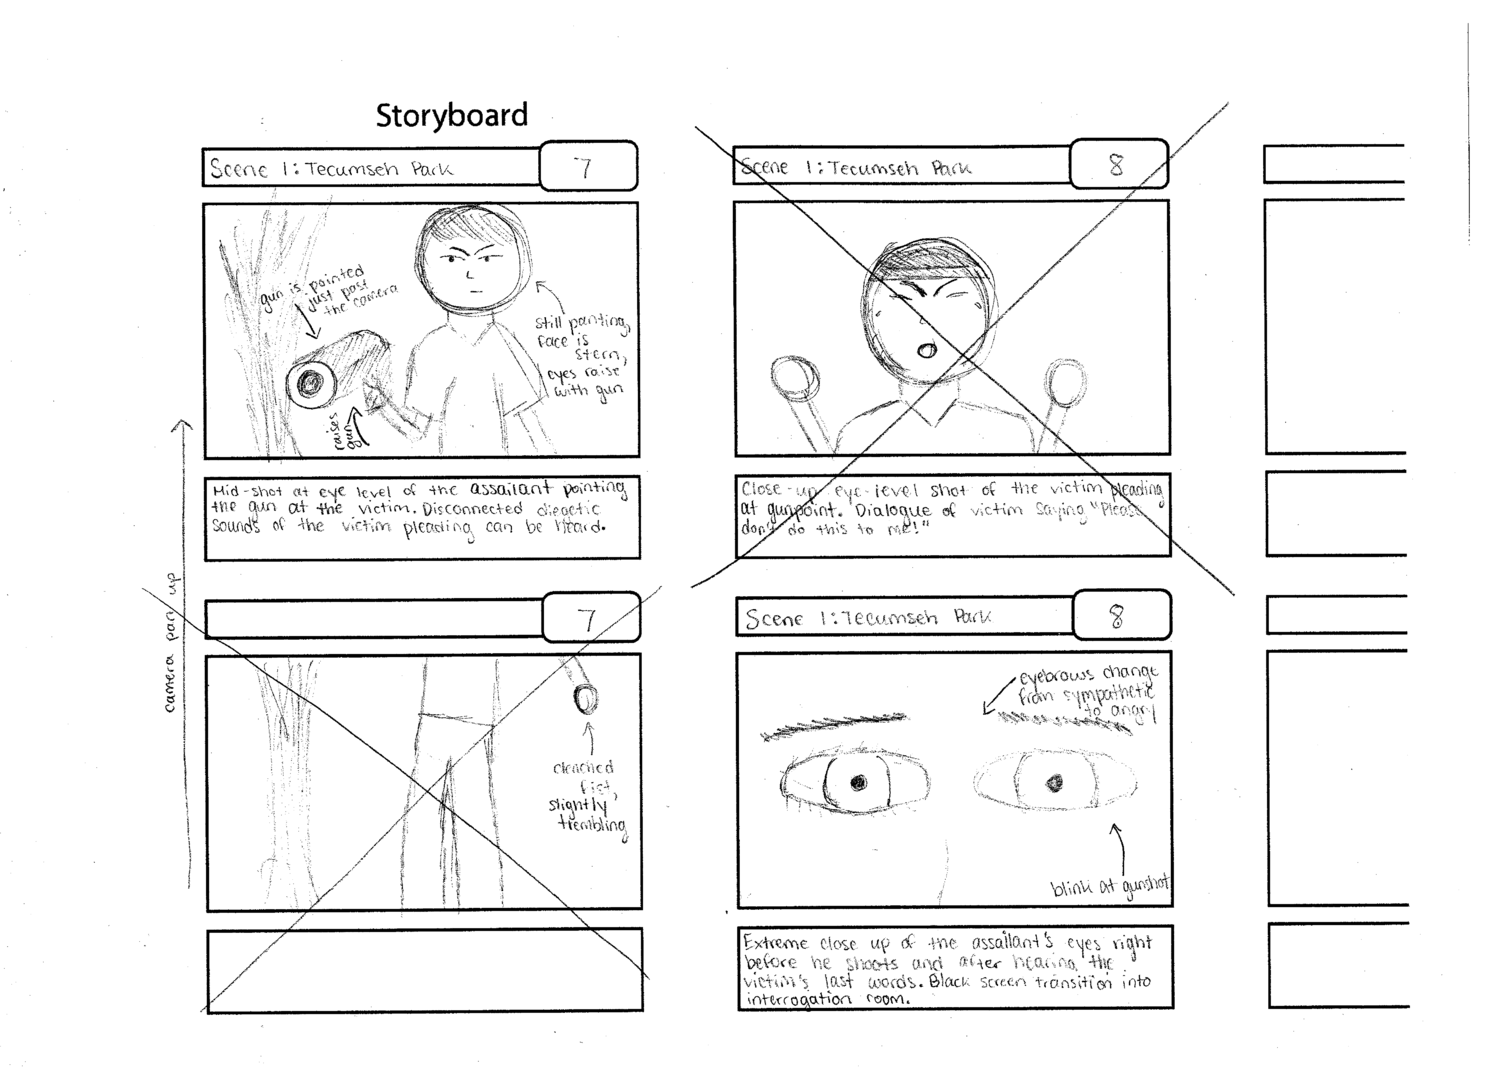 Storyboard
Scene 1: Tecumseh Park
7
gun is pointed
just past
the camera
still panting,
face is
stern,
eyes raise
with gun
raises
gun
Mid-shot at eye level of the assailant pointing
the gun at the victim. Disconnected diegetic
sounds of the victim pleading can be heard.
Scene 1: Tecumseh Park
8
Close-up eye-level shot of the victim pleading
at gunpoint. Dialogue of victim saying "Please
don't do this to me!"
camera pan up
7
clenched
fist,
slightly
trembling
Scene 1: Tecumseh Park
8
eyebrows change
from sympathetic
to angry
blink at gunshot
Extreme close up of the assailant's eyes right
before he shoots and after hearing the
victim's last words. Black screen transition into
interrogation room.